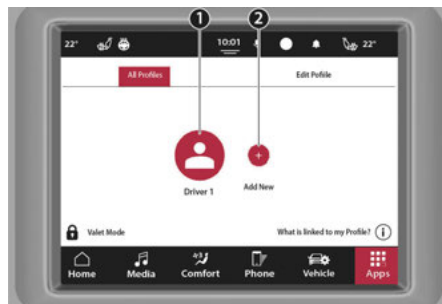 1 2
22° 10:01 22°
All Profiles Edit Pofiile
+
Driver 1 Add New
Valet Mode What is linked to my Profile? i
Home Media Comfort Phone Vehicle Apps